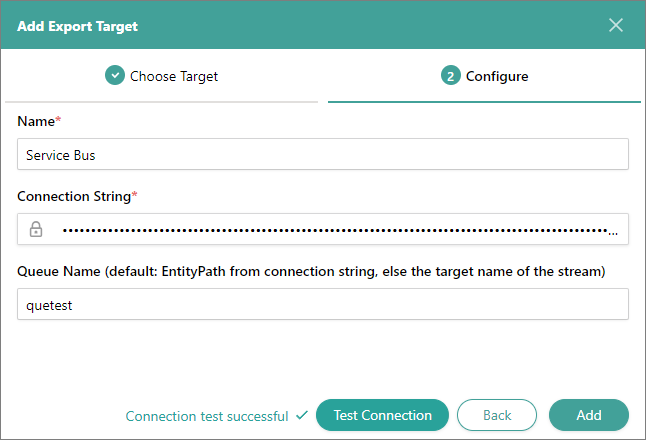 Add Export Target
Choose Target
2 Configure
Name*
Service Bus
Connection String*
••••••••••••••••••••••••••••••••••••••••••••••••••••••••••••••••••••••••••••••••••••••••••...
Queue Name (default: EntityPath from connection string, else the target name of the stream)
quetest
Connection test successful ✓ Test Connection Back Add